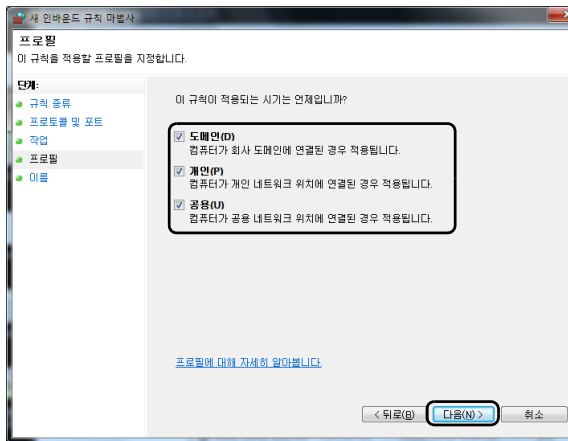 새 인바운드 규칙 마법사
프로필
이 규칙을 적용할 프로필을 지정합니다.
단계:
규칙 종류
프로토콜 및 포트
작업
프로필
이름
이 규칙이 적용되는 시기는 언제입니까?
도메인(D)
컴퓨터가 회사 도메인에 연결된 경우 적용됩니다.
개인(P)
컴퓨터가 개인 네트워크 위치에 연결된 경우 적용됩니다.
공용(U)
컴퓨터가 공용 네트워크 위치에 연결된 경우 적용됩니다.
프로필에 대해 자세히 알아봅니다.
< 뒤로(B) 다음(N) > 취소